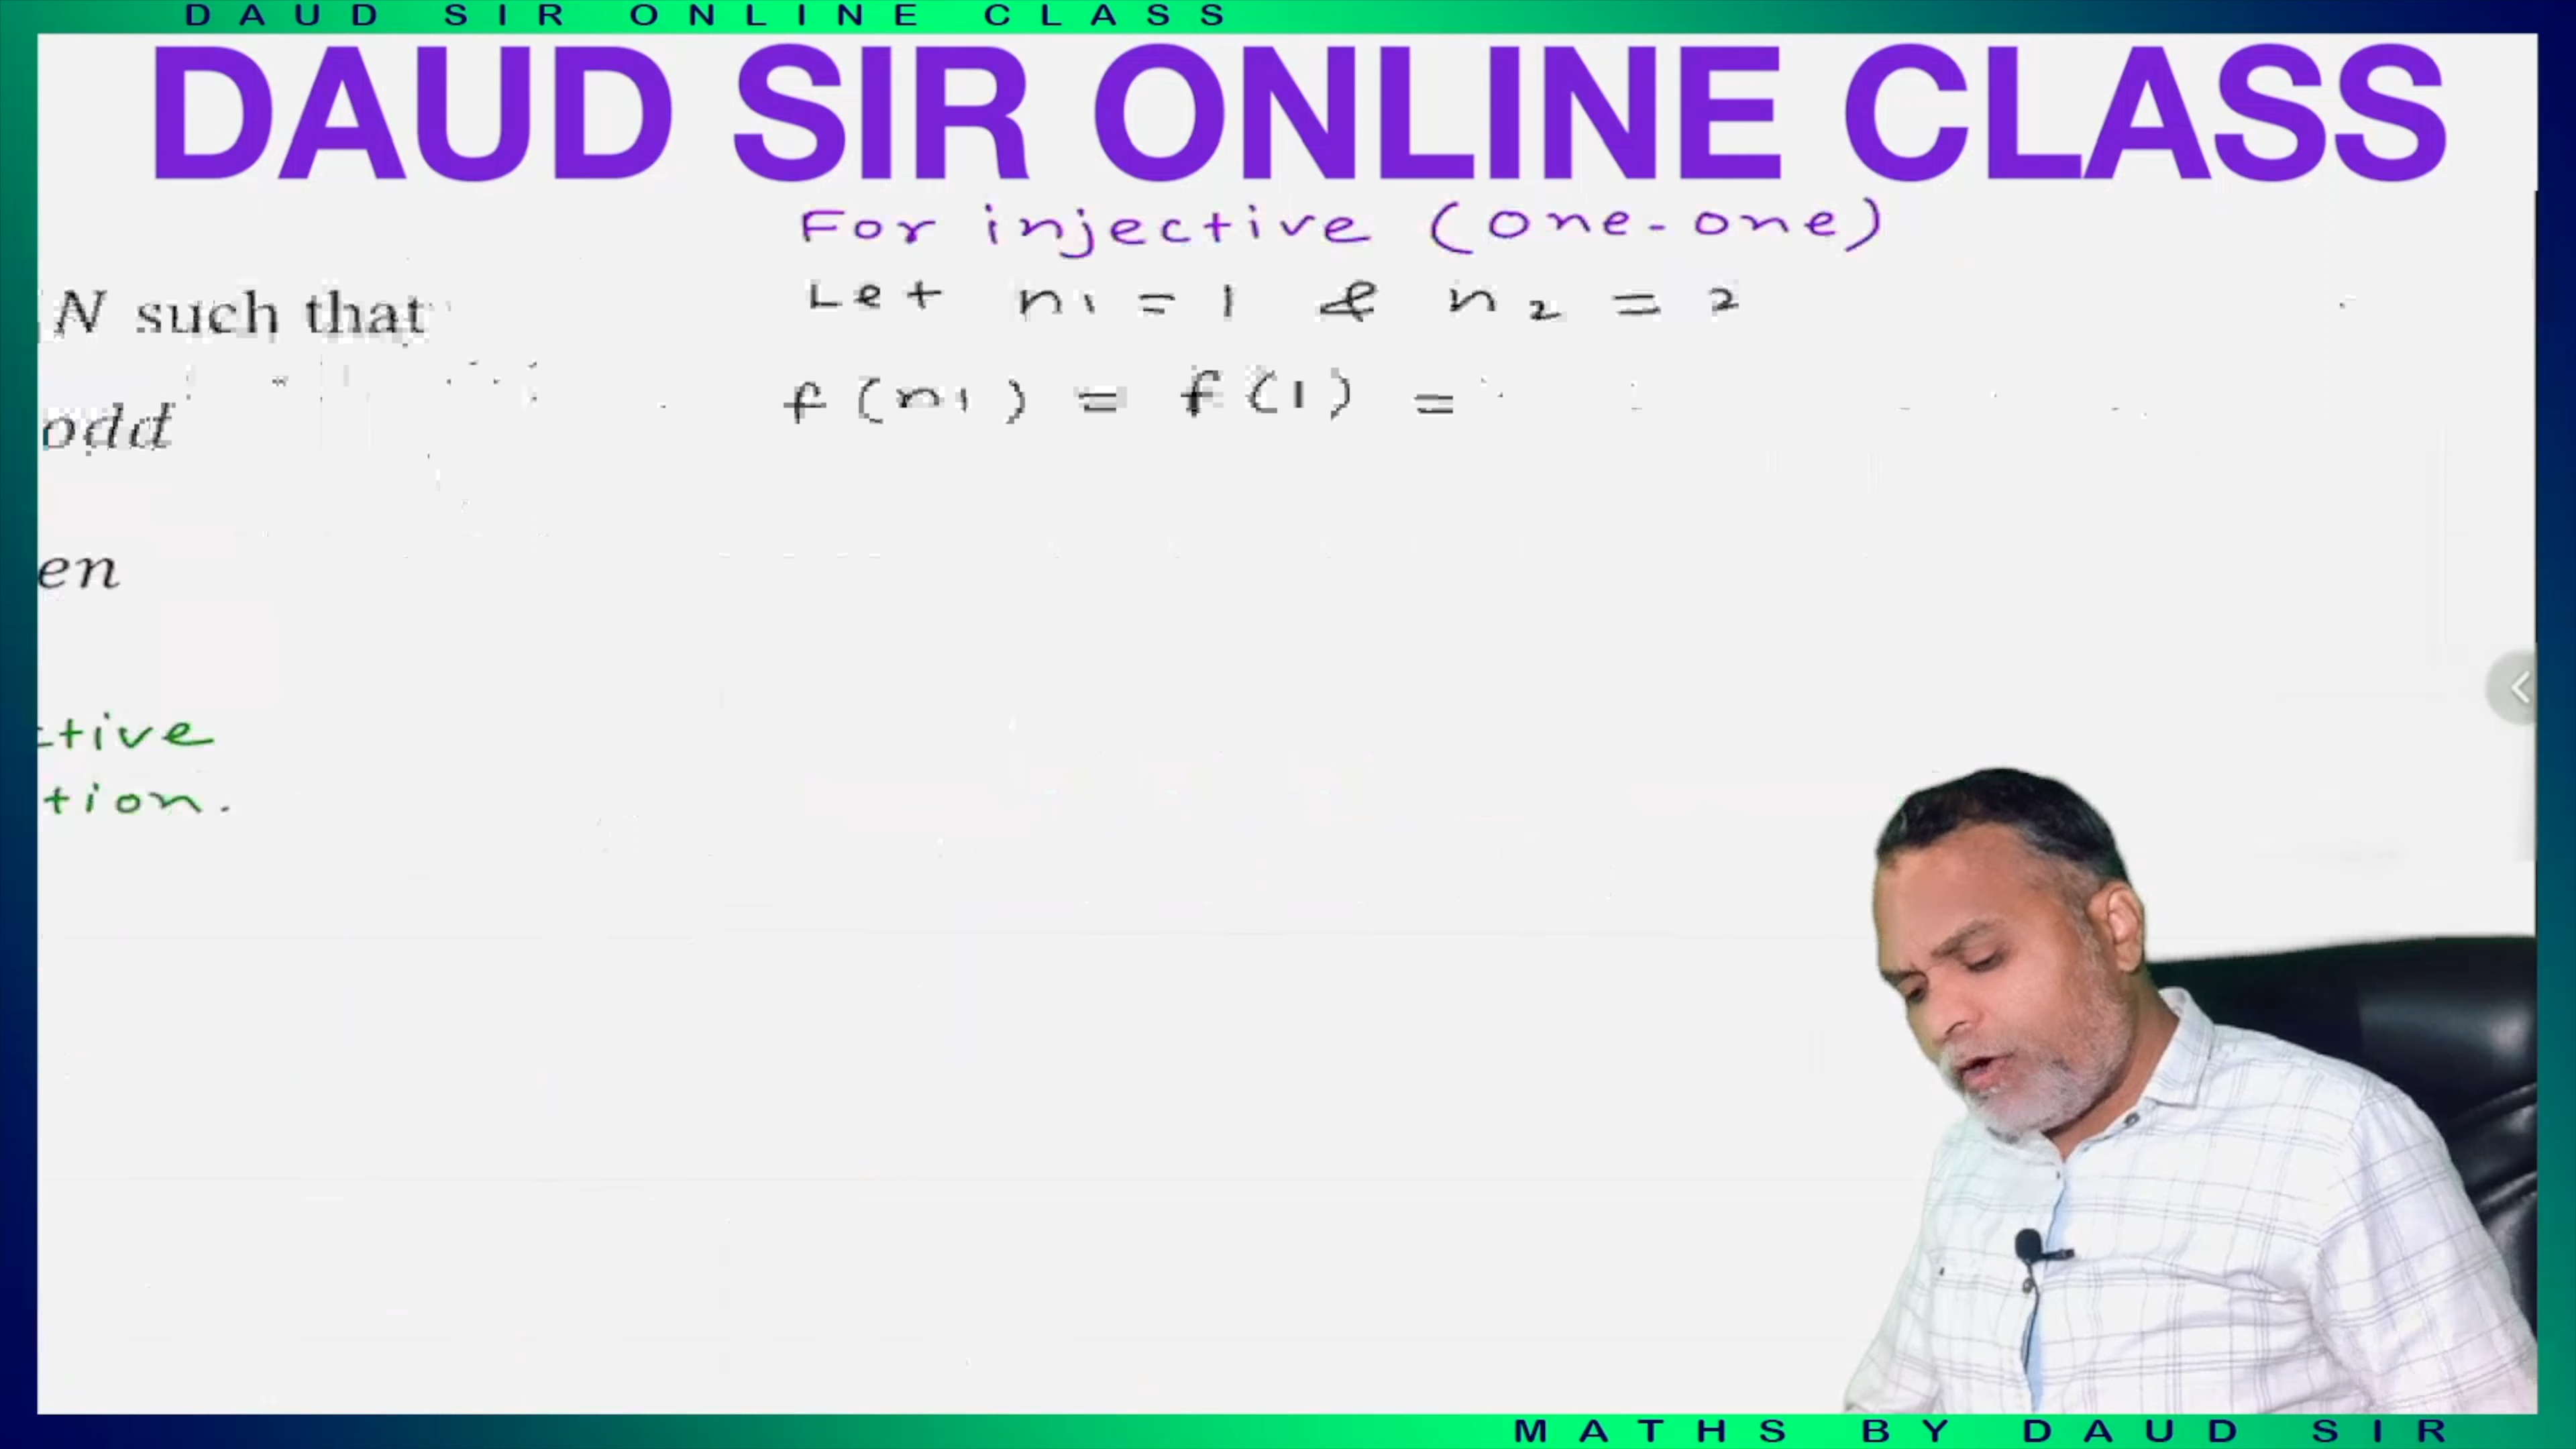 DAUD SIR ONLINE CLASS
DAUD SIR ONLINE CLASS
For injective (one-one)
N such that
Let n1 = 1 & n2 = 2
f(n1) = f(1) =
odd
en
tive
tion.
MATHS BY DAUD SIR